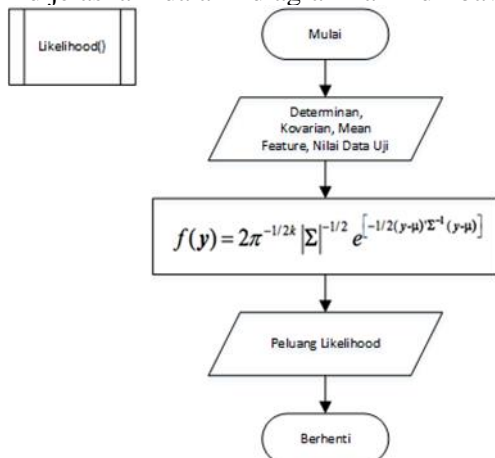 Likelihood()
Mulai
Determinan,
Kovarian, Mean
Feature, Nilai Data Uji
f(y) = 2π^{-1/2k} |Σ|^{-1/2} e^{[-1/2(y-μ)'Σ^{-1}(y-μ)]}
Peluang Likelihood
Berhenti